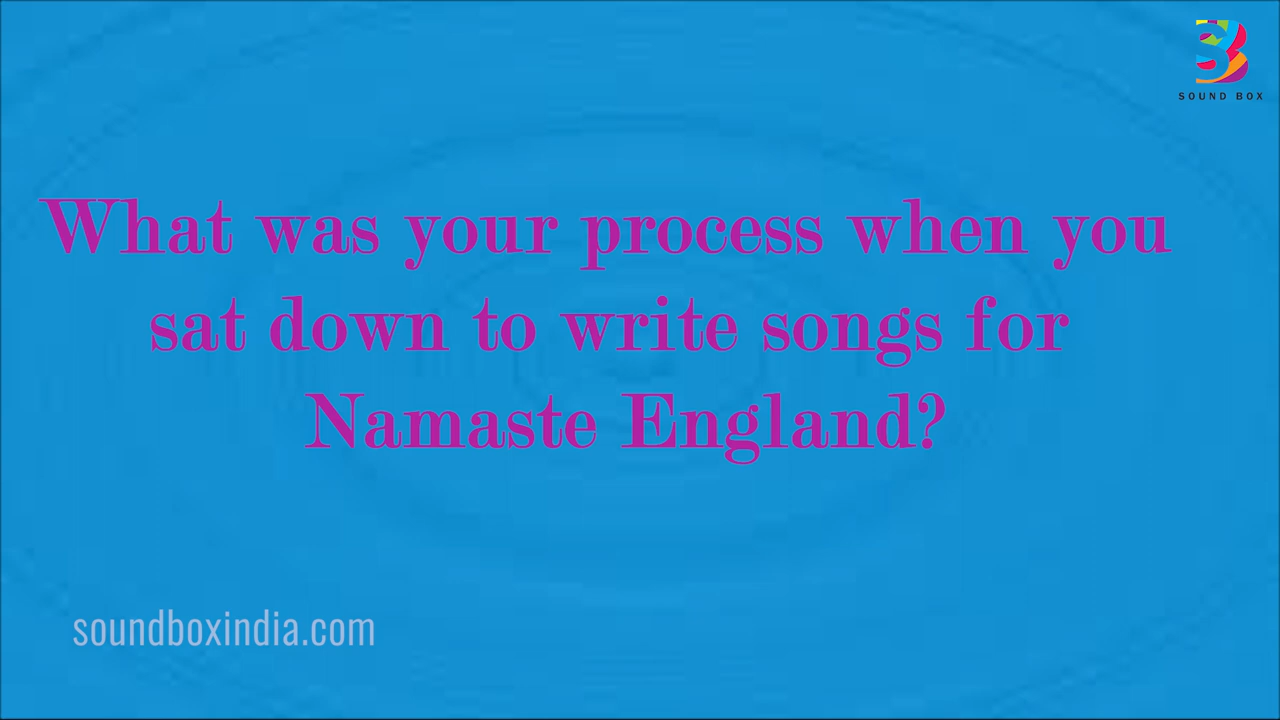 SOUND BOX
What was your process when you
sat down to write songs for
Namaste England?
soundboxindia.com